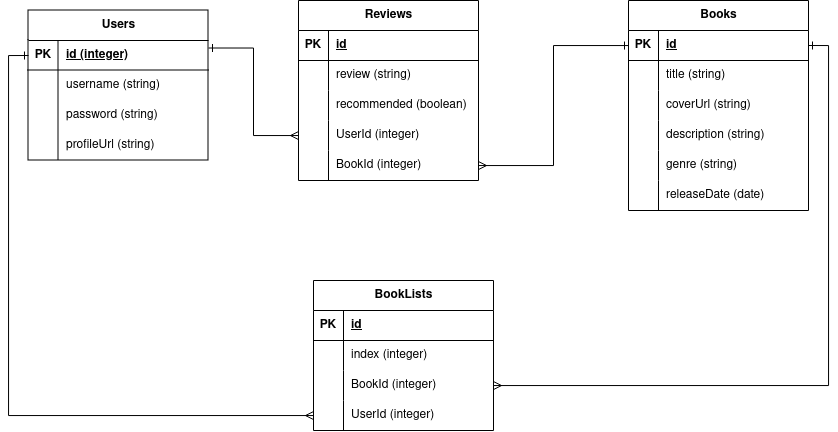 Users
PK id (integer)
username (string)
password (string)
profileUrl (string)
Reviews
PK id
review (string)
recommended (boolean)
UserId (integer)
BookId (integer)
Books
PK id
title (string)
coverUrl (string)
description (string)
genre (string)
releaseDate (date)
BookLists
PK id
index (integer)
BookId (integer)
UserId (integer)